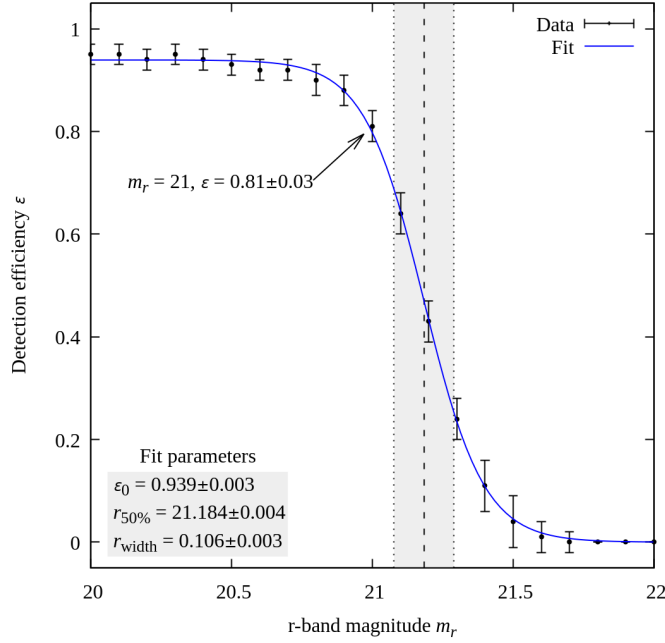 Data
Fit
1
0.8
0.6
0.4
0.2
0
Detection efficiency ε
m_r = 21, ε = 0.81±0.03
Fit parameters
ε₀ = 0.939±0.003
r_50% = 21.184±0.004
r_width = 0.106±0.003
20 20.5 21 21.5 22
r-band magnitude m_r